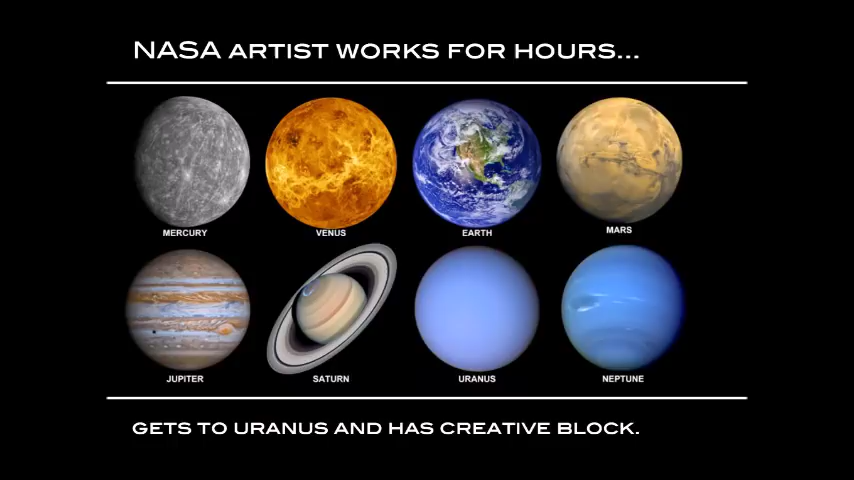 NASA ARTIST WORKS FOR HOURS...
MERCURY
VENUS
EARTH
MARS
JUPITER
SATURN
URANUS
NEPTUNE
GETS TO URANUS AND HAS CREATIVE BLOCK.